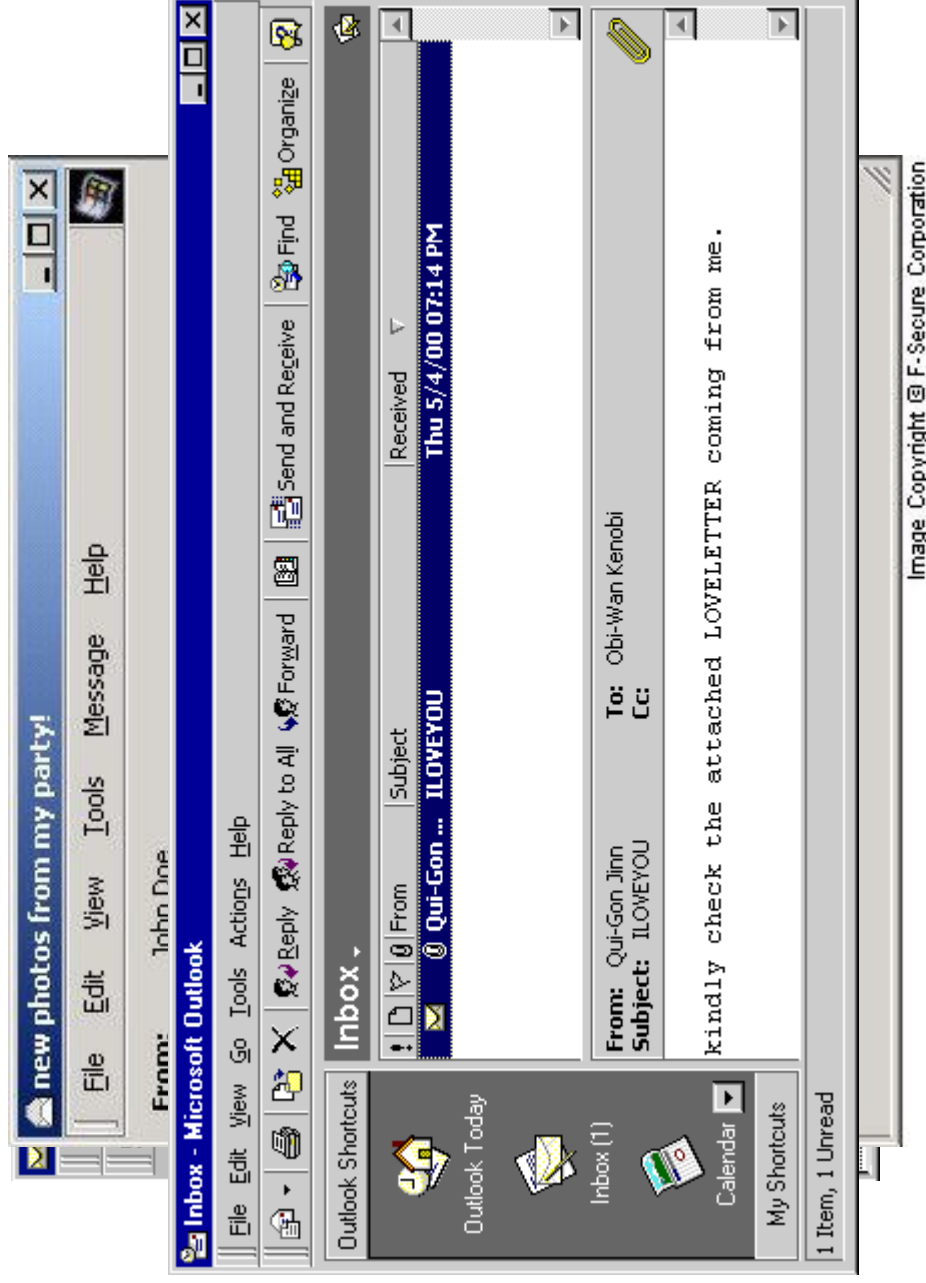 new photos from my party!
File Edit View Tools Message Help
From: John Doe
Inbox - Microsoft Outlook
File Edit View Go Tools Actions Help
Reply Reply to All Forward Send and Receive Find Organize
Outlook Shortcuts
Outlook Today
Inbox (1)
Calendar
My Shortcuts
Inbox
! From Subject Received
Qui-Gon ... ILOVEYOU Thu 5/4/00 07:14 PM
From: Qui-Gon Jinn To: Obi-Wan Kenobi
Subject: ILOVEYOU Cc:
kindly check the attached LOVELETTER coming from me.
1 Item, 1 Unread
Image Copyright © F-Secure Corporation